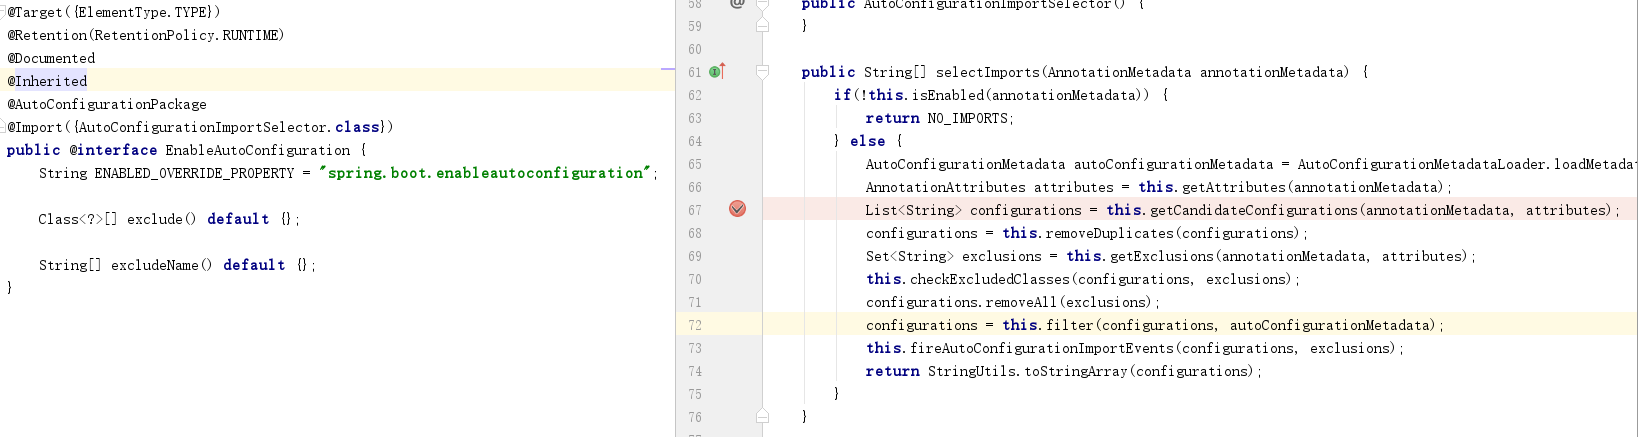 @Target({ElementType.TYPE})
@Retention(RetentionPolicy.RUNTIME)
@Documented
@Inherited
@AutoConfigurationPackage
@Import({AutoConfigurationImportSelector.class})
public @interface EnableAutoConfiguration {
    String ENABLED_OVERRIDE_PROPERTY = "spring.boot.enableautoconfiguration";
    Class<?>[] exclude() default {};
    String[] excludeName() default {};
}
58 @ public AutoConfigurationImportSelector() {
59 }
60
61 public String[] selectImports(AnnotationMetadata annotationMetadata) {
62     if(!this.isEnabled(annotationMetadata)) {
63         return NO_IMPORTS;
64     } else {
65         AutoConfigurationMetadata autoConfigurationMetadata = AutoConfigurationMetadataLoader.loadMetadat
66         AnnotationAttributes attributes = this.getAttributes(annotationMetadata);
67         List<String> configurations = this.getCandidateConfigurations(annotationMetadata, attributes);
68         configurations = this.removeDuplicates(configurations);
69         Set<String> exclusions = this.getExclusions(annotationMetadata, attributes);
70         this.checkExcludedClasses(configurations, exclusions);
71         configurations.removeAll(exclusions);
72         configurations = this.filter(configurations, autoConfigurationMetadata);
73         this.fireAutoConfigurationImportEvents(configurations, exclusions);
74         return StringUtils.toStringArray(configurations);
75     }
76 }